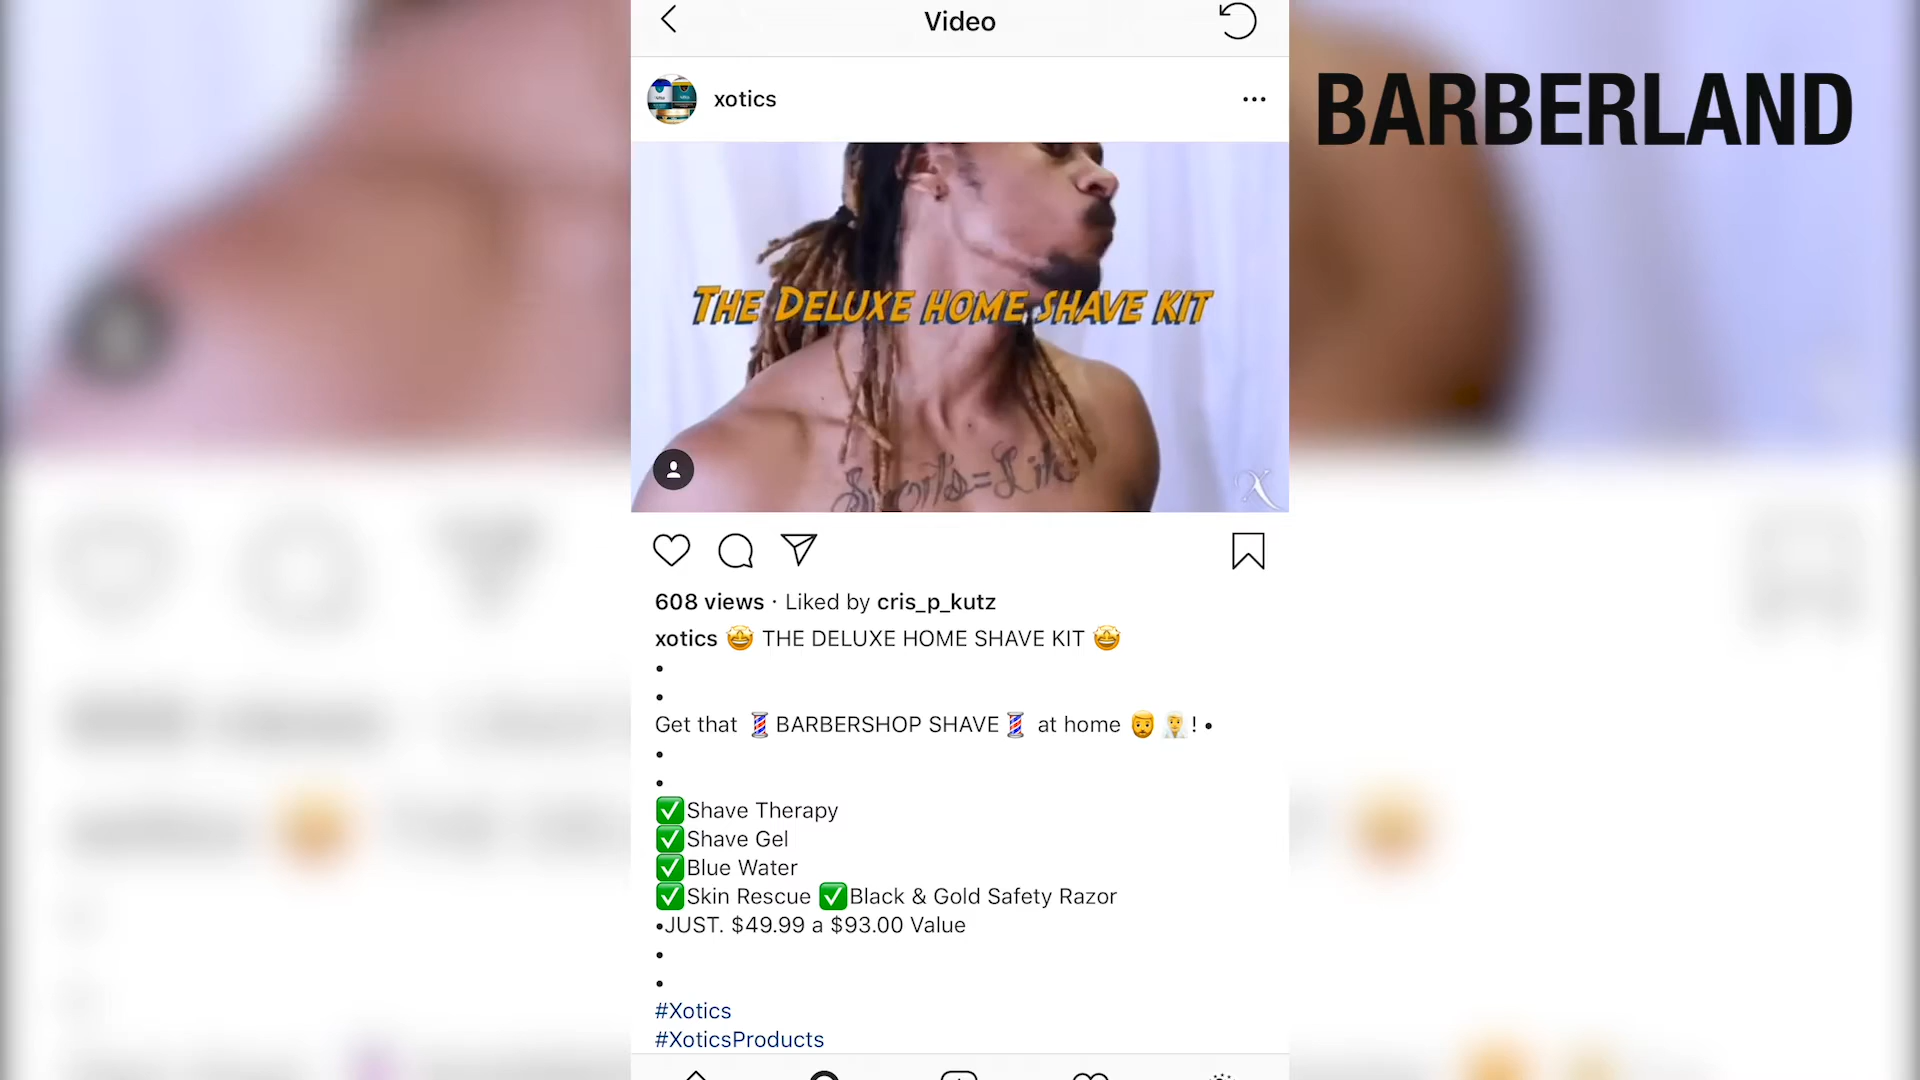 Video
BARBERLAND
xotics
THE DELUXE HOME SHAVE KIT
608 views · Liked by cris_p_kutz
xotics 🤩 THE DELUXE HOME SHAVE KIT 🤩
•
•
Get that 💈BARBERSHOP SHAVE💈 at home 🧔🧖‍♂️! •
•
•
✅Shave Therapy
✅Shave Gel
✅Blue Water
✅Skin Rescue ✅Black & Gold Safety Razor
•JUST. $49.99 a $93.00 Value
•
•
#Xotics
#XoticsProducts